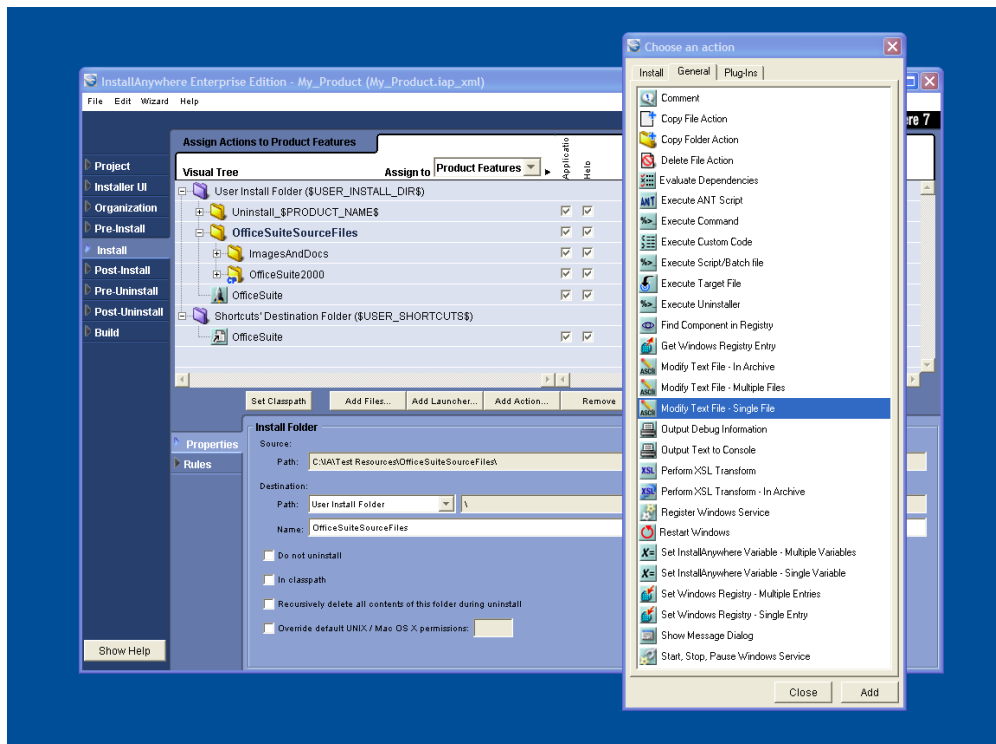 Choose an action
Install General Plug-Ins
Comment
Copy File Action
Copy Folder Action
Delete File Action
Evaluate Dependencies
ANT Execute ANT Script
%>_ Execute Command
Execute Custom Code
%>_ Execute Script/Batch file
Execute Target File
%>_ Execute Uninstaller
Find Component in Registry
Get Windows Registry Entry
ASCII Modify Text File - In Archive
ASCII Modify Text File - Multiple Files
ASCII Modify Text File - Single File
Output Debug Information
Output Text to Console
XSL Perform XSL Transform
XSL Perform XSL Transform - In Archive
Register Windows Service
Restart Windows
X= Set InstallAnywhere Variable - Multiple Variables
X= Set InstallAnywhere Variable - Single Variable
Set Windows Registry - Multiple Entries
Set Windows Registry - Single Entry
Show Message Dialog
Start, Stop, Pause Windows Service
Close Add
InstallAnywhere Enterprise Edition - My_Product (My_Product.iap_xml)
File Edit Wizard Help
re 7
Project
Installer UI
Organization
Pre-Install
Install
Post-Install
Pre-Uninstall
Post-Uninstall
Build
Show Help
Assign Actions to Product Features
Visual Tree Assign to Product Features
Applicatio
Help
User Install Folder ($USER_INSTALL_DIR$)
Uninstall_$PRODUCT_NAME$
OfficeSuiteSourceFiles
ImagesAndDocs
CP OfficeSuite2000
OfficeSuite
Shortcuts' Destination Folder ($USER_SHORTCUTS$)
OfficeSuite
Set Classpath Add Files... Add Launcher... Add Action... Remove
Properties
Rules
Install Folder
Source:
Path: C:\IA\Test Resources\OfficeSuiteSourceFiles\
Destination:
Path: User Install Folder \
Name: OfficeSuiteSourceFiles
Do not uninstall
In classpath
Recursively delete all contents of this folder during uninstall
Override default UNIX / Mac OS X permissions: